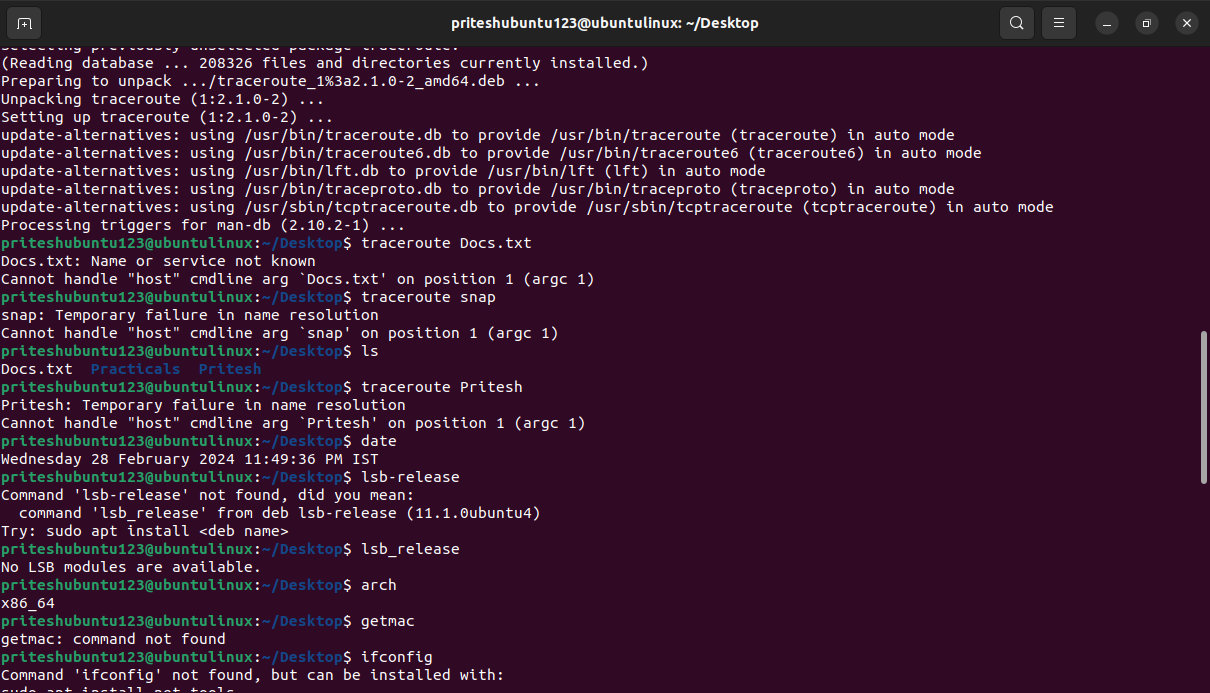 priteshubuntu123@ubuntulinux: ~/Desktop
Selecting previously unselected package traceroute.
(Reading database ... 208326 files and directories currently installed.)
Preparing to unpack .../traceroute_1%3a2.1.0-2_amd64.deb ...
Unpacking traceroute (1:2.1.0-2) ...
Setting up traceroute (1:2.1.0-2) ...
update-alternatives: using /usr/bin/traceroute.db to provide /usr/bin/traceroute (traceroute) in auto mode
update-alternatives: using /usr/bin/traceroute6.db to provide /usr/bin/traceroute6 (traceroute6) in auto mode
update-alternatives: using /usr/bin/lft.db to provide /usr/bin/lft (lft) in auto mode
update-alternatives: using /usr/bin/traceproto.db to provide /usr/bin/traceproto (traceproto) in auto mode
update-alternatives: using /usr/sbin/tcptraceroute.db to provide /usr/sbin/tcptraceroute (tcptraceroute) in auto mode
Processing triggers for man-db (2.10.2-1) ...
priteshubuntu123@ubuntulinux:~/Desktop$ traceroute Docs.txt
Docs.txt: Name or service not known
Cannot handle "host" cmdline arg `Docs.txt' on position 1 (argc 1)
priteshubuntu123@ubuntulinux:~/Desktop$ traceroute snap
snap: Temporary failure in name resolution
Cannot handle "host" cmdline arg `snap' on position 1 (argc 1)
priteshubuntu123@ubuntulinux:~/Desktop$ ls
Docs.txt  Practicals  Pritesh
priteshubuntu123@ubuntulinux:~/Desktop$ traceroute Pritesh
Pritesh: Temporary failure in name resolution
Cannot handle "host" cmdline arg `Pritesh' on position 1 (argc 1)
priteshubuntu123@ubuntulinux:~/Desktop$ date
Wednesday 28 February 2024 11:49:36 PM IST
priteshubuntu123@ubuntulinux:~/Desktop$ lsb-release
Command 'lsb-release' not found, did you mean:
  command 'lsb_release' from deb lsb-release (11.1.0ubuntu4)
Try: sudo apt install <deb name>
priteshubuntu123@ubuntulinux:~/Desktop$ lsb_release
No LSB modules are available.
priteshubuntu123@ubuntulinux:~/Desktop$ arch
x86_64
priteshubuntu123@ubuntulinux:~/Desktop$ getmac
getmac: command not found
priteshubuntu123@ubuntulinux:~/Desktop$ ifconfig
Command 'ifconfig' not found, but can be installed with:
sudo apt install net-tools